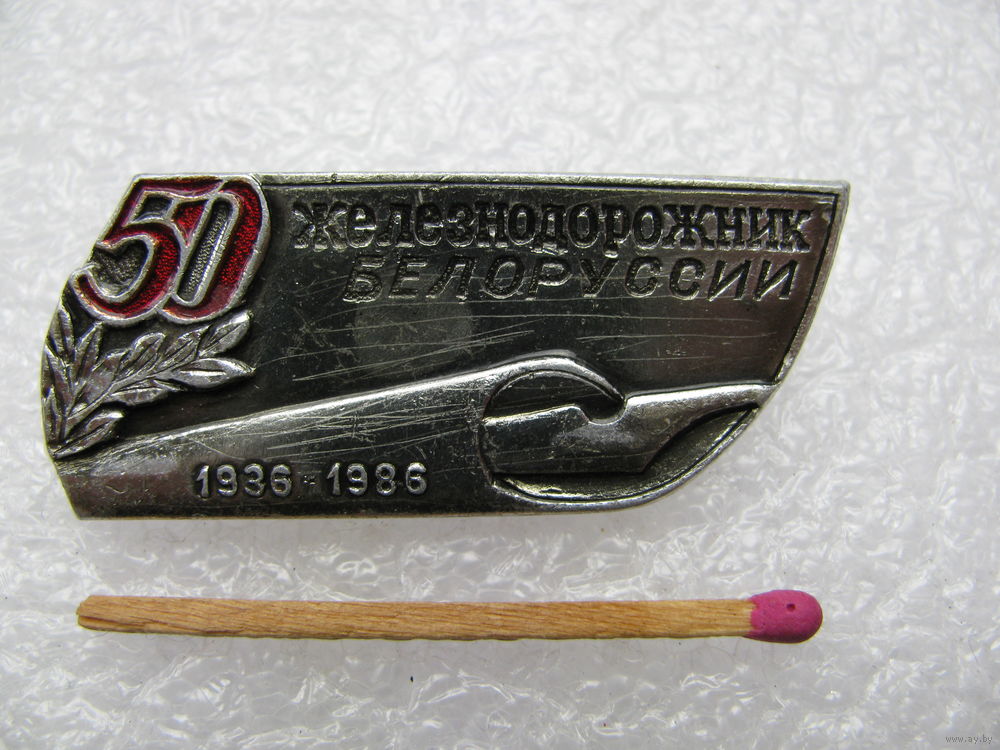 50
железнодорожник
БЕЛОРУССИИ
1936-1986
www.ay.by